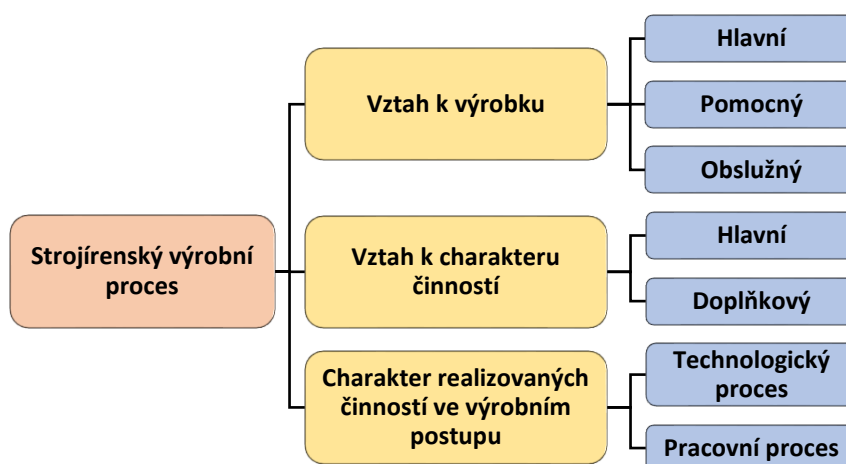 Strojírenský výrobní
proces
Vztah k výrobku
Hlavní
Pomocný
Obslužný
Vztah k charakteru
činností
Hlavní
Doplňkový
Charakter realizovaných
činností ve výrobním
postupu
Technologický
proces
Pracovní proces